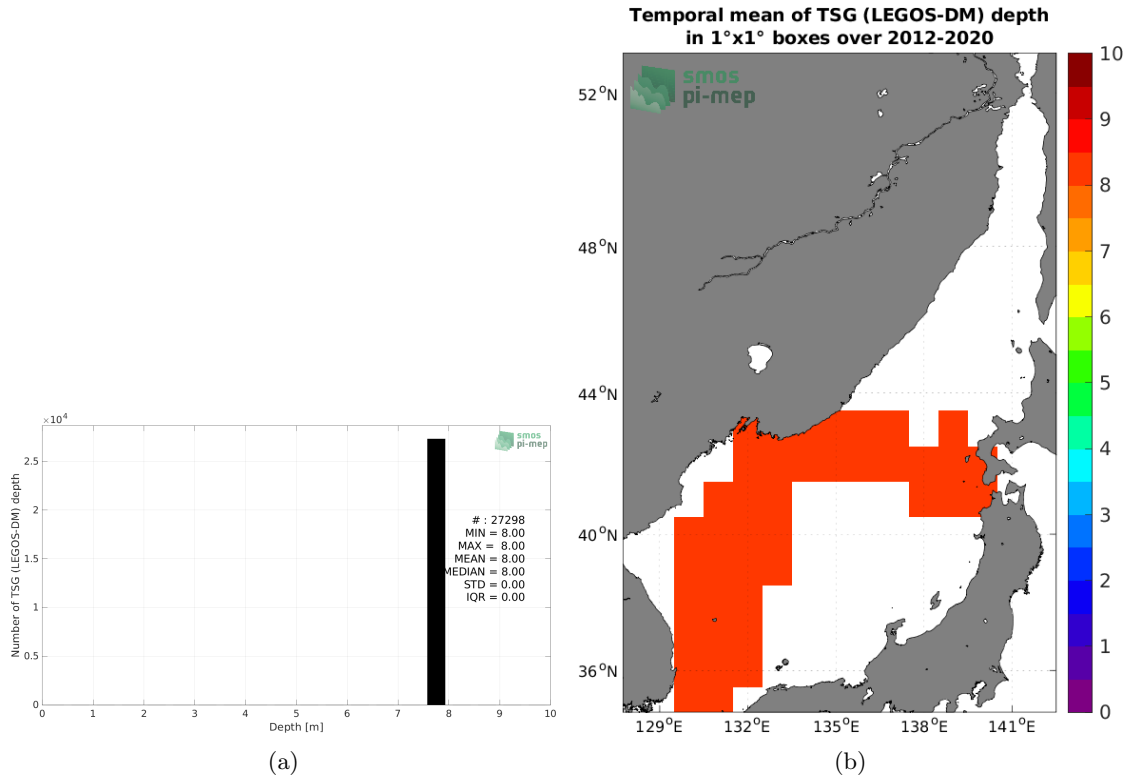 ×10⁴
2.5
2
1.5
1
0.5
0
Number of TSG (LEGOS-DM) depth
smos
pi-mep
# : 27298
MIN = 8.00
MAX = 8.00
MEAN = 8.00
MEDIAN = 8.00
STD = 0.00
IQR = 0.00
0 1 2 3 4 5 6 7 8 9 10
Depth [m]
(a)
Temporal mean of TSG (LEGOS-DM) depth
in 1°x1° boxes over 2012-2020
smos
pi-mep
52°N
48°N
44°N
40°N
36°N
129°E 132°E 135°E 138°E 141°E
10
9
8
7
6
5
4
3
2
1
0
(b)